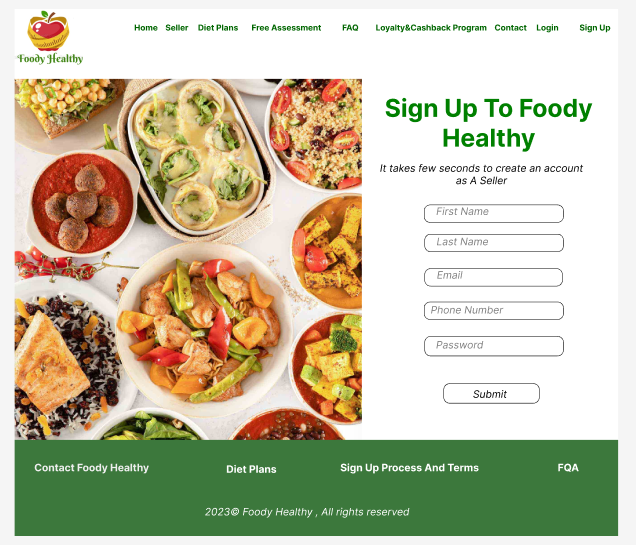 Foody Healthy
Home Seller Diet Plans Free Assessment FAQ Loyalty&Cashback Program Contact Login Sign Up
Sign Up To Foody
Healthy
It takes few seconds to create an account
as A Seller
First Name
Last Name
Email
Phone Number
Password
Submit
Contact Foody Healthy Diet Plans Sign Up Process And Terms FQA
2023© Foody Healthy , All rights reserved